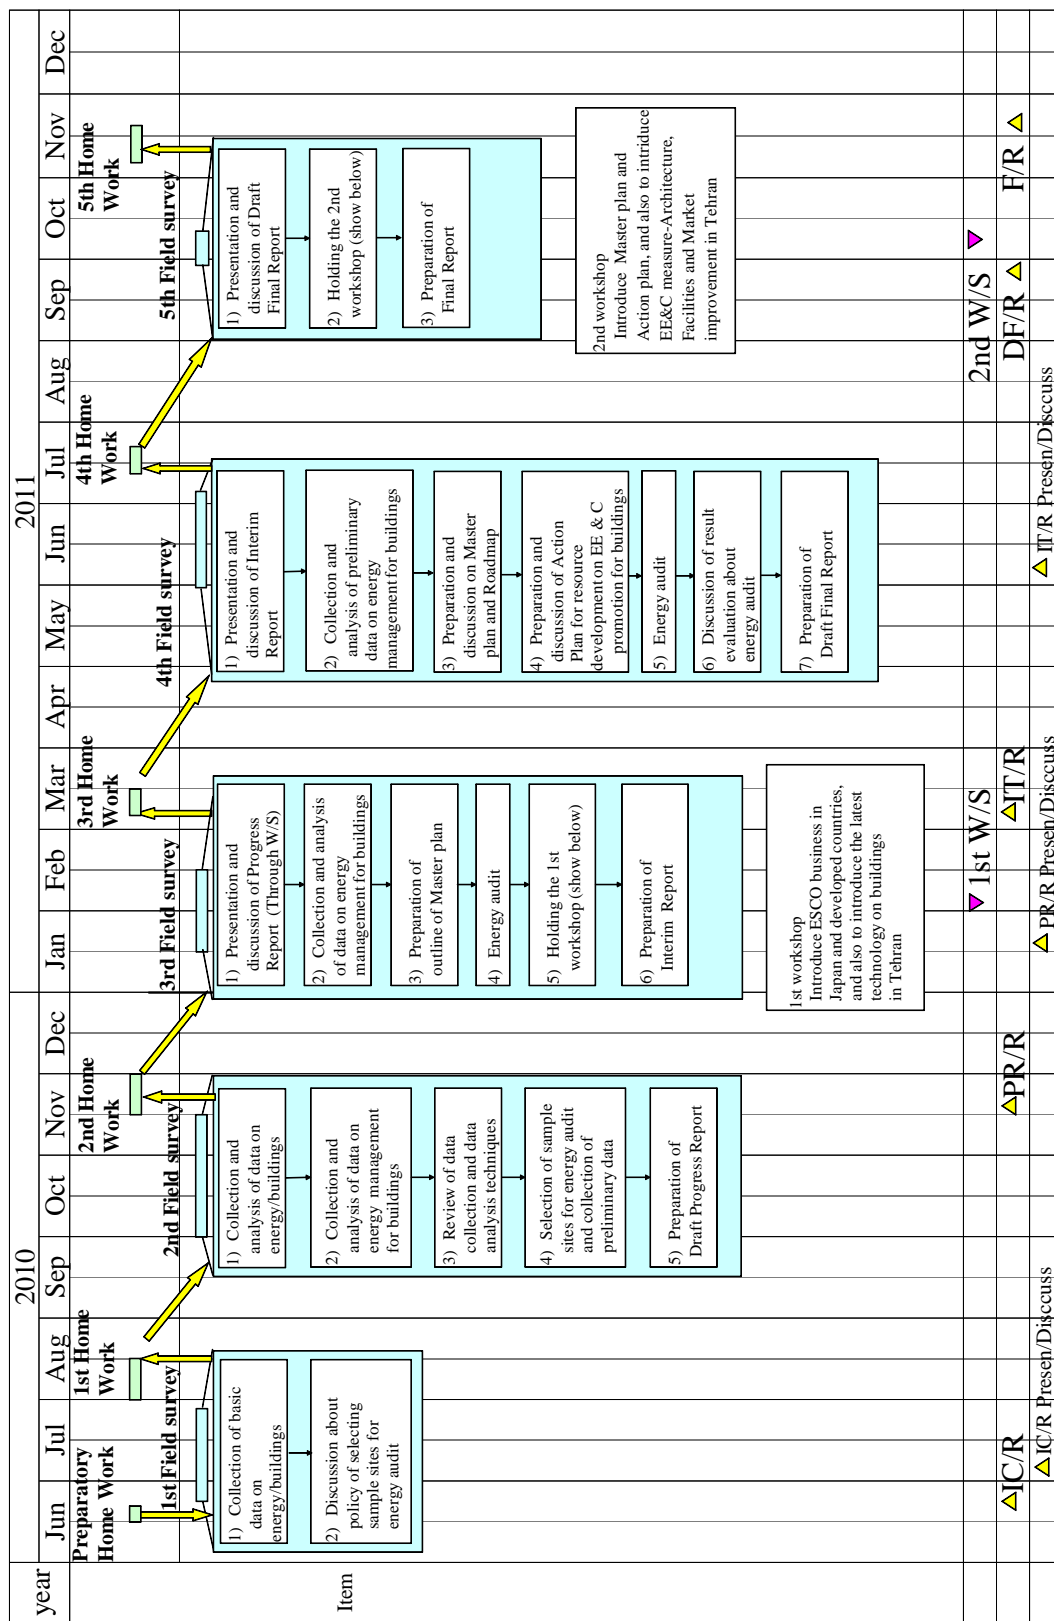 year
2010
2011
Jun
Jul
Aug
Sep
Oct
Nov
Dec
Jan
Feb
Mar
Apr
May
Jun
Jul
Aug
Sep
Oct
Nov
Dec
Item
Preparatory
Home Work
1st Home
Work
2nd Home
Work
3rd Home
Work
4th Home
Work
5th Home
Work
1st Field survey
2nd Field survey
3rd Field survey
4th Field survey
5th Field survey
1) Collection of basic
data on
energy/buildings
2) Discussion about
policy of selecting
sample sites for
energy audit
1) Collection and
analysis of data on
energy/buildings
2) Collection and
analysis of data on
energy management
for buildings
3) Review of data
collection and data
analysis techniques
4) Selection of sample
sites for energy audit
and collection of
preliminary data
5) Preparation of
Draft Progress Report
1) Presentation and
discussion of Progress
Report (Through W/S)
2) Collection and analysis
of data on energy
management for buildings
3) Preparation of
outline of Master plan
4) Energy audit
5) Holding the 1st
workshop (show below)
6) Preparation of
Interim Report
1st workshop
Introduce ESCO business in
Japan and developed countries,
and also to introduce the latest
technology on buildings
in Tehran
1) Presentation and
discussion of Interim
Report
2) Collection and
analysis of preliminary
data on energy
management for buildings
3) Preparation and
discussion on Master
plan and Roadmap
4) Preparation and
discussion of Action
Plan for resource
development on EE & C
promotion for buildings
5) Energy audit
6) Discussion of result
evaluation about
energy audit
7) Preparation of
Draft Final Report
1) Presentation and
discussion of Draft
Final Report
2) Holding the 2nd
workshop (show below)
3) Preparation of
Final Report
2nd workshop
Introduce Master plan and
Action plan, and also to intriduce
EE&C measure-Architecture,
Facilities and Market
improvement in Tehran
1st W/S
2nd W/S
IC/R
PR/R
IT/R
DF/R
F/R
IC/R Presen/Disccuss
PR/R Presen/Disccuss
IT/R Presen/Disccuss